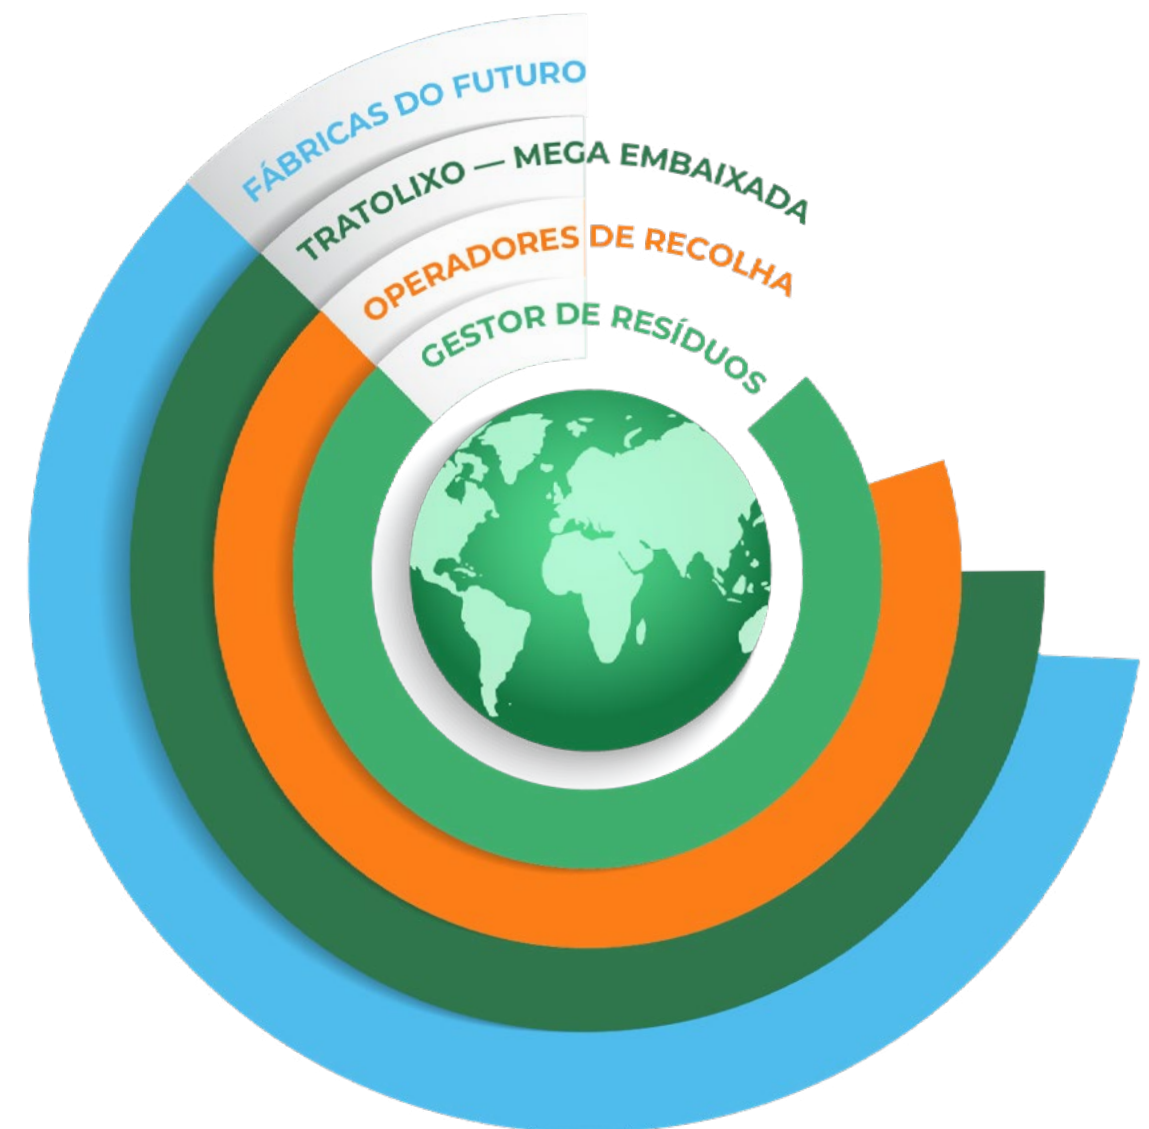 FÁBRICAS DO FUTURO
TRATOLIXO — MEGA EMBAIXADA
OPERADORES DE RECOLHA
GESTOR DE RESÍDUOS